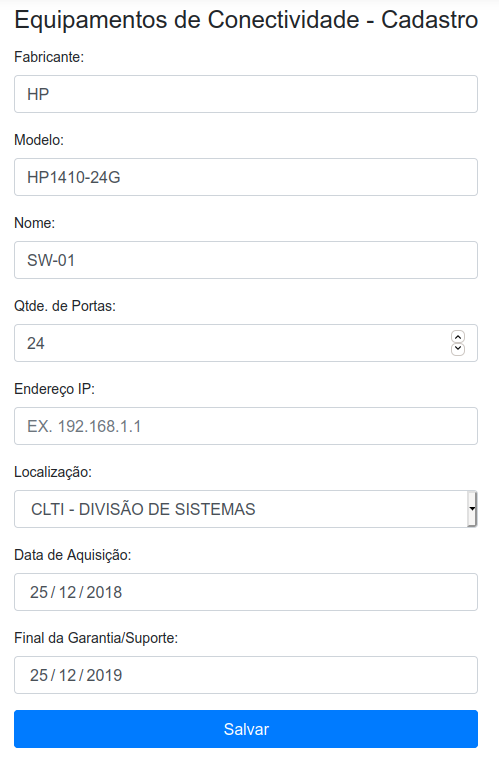 Equipamentos de Conectividade - Cadastro
Fabricante:
HP
Modelo:
HP1410-24G
Nome:
SW-01
Qtde. de Portas:
24
Endereço IP:
EX. 192.168.1.1
Localização:
CLTI - DIVISÃO DE SISTEMAS
Data de Aquisição:
25 / 12 / 2018
Final da Garantia/Suporte:
25 / 12 / 2019
Salvar